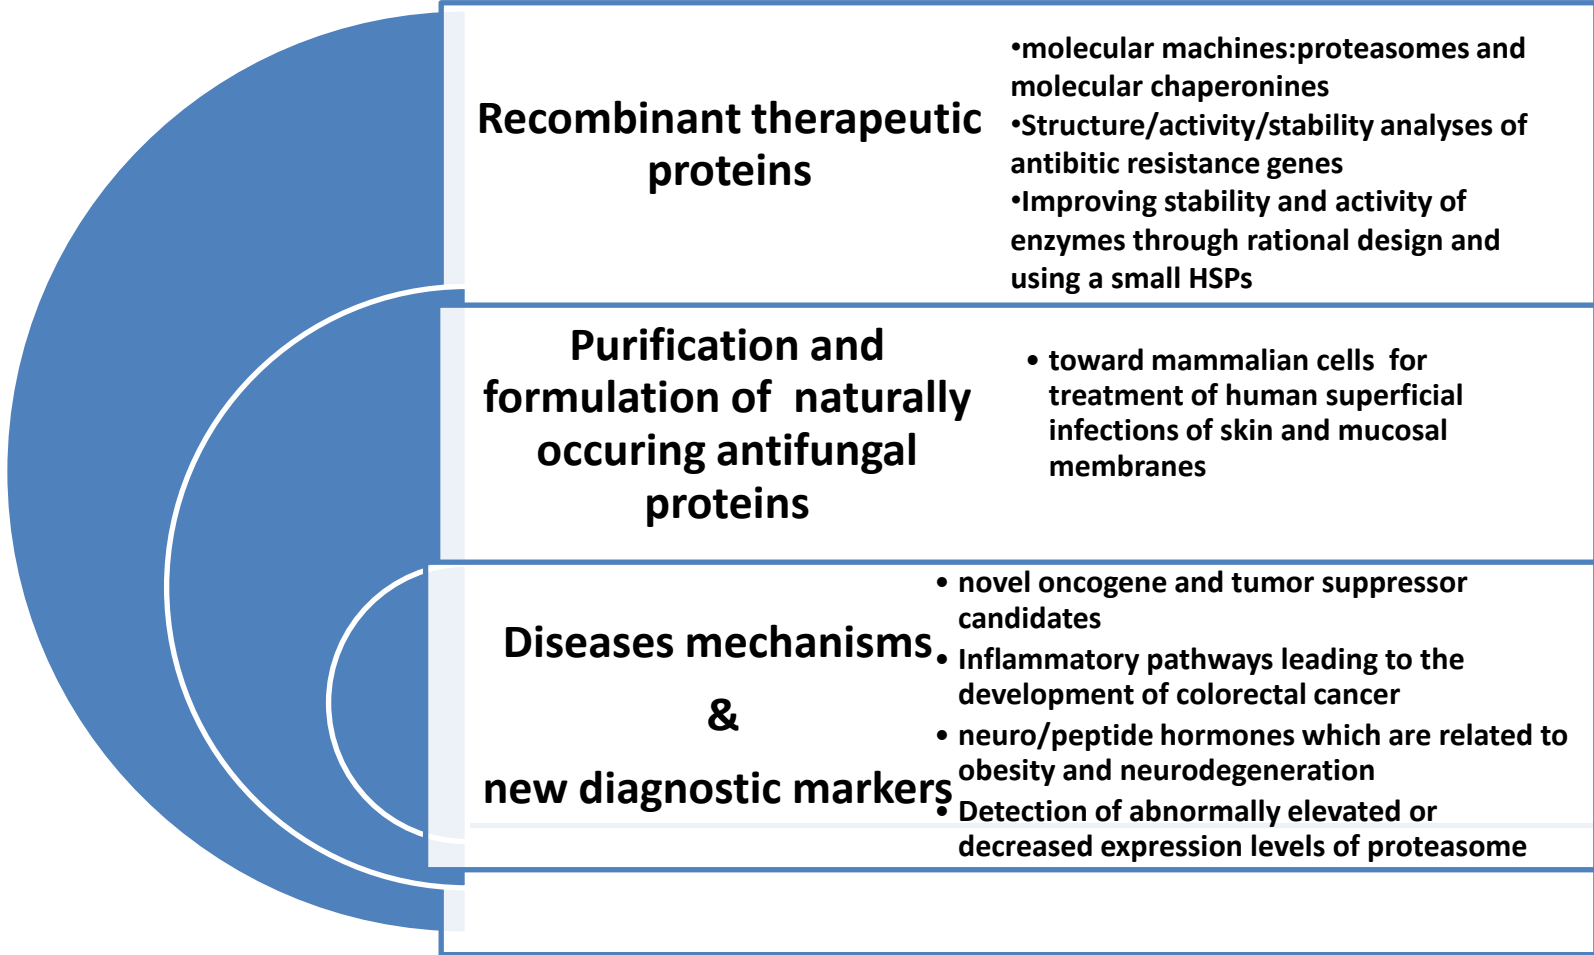 Recombinant therapeutic
proteins
•molecular machines:proteasomes and
molecular chaperonines
•Structure/activity/stability analyses of
antibitic resistance genes
•Improving stability and activity of
enzymes through rational design and
using a small HSPs
Purification and
formulation of naturally
occuring antifungal
proteins
• toward mammalian cells for
treatment of human superficial
infections of skin and mucosal
membranes
Diseases mechanisms
&
new diagnostic markers
• novel oncogene and tumor suppressor
candidates
• Inflammatory pathways leading to the
development of colorectal cancer
• neuro/peptide hormones which are related to
obesity and neurodegeneration
• Detection of abnormally elevated or
decreased expression levels of proteasome